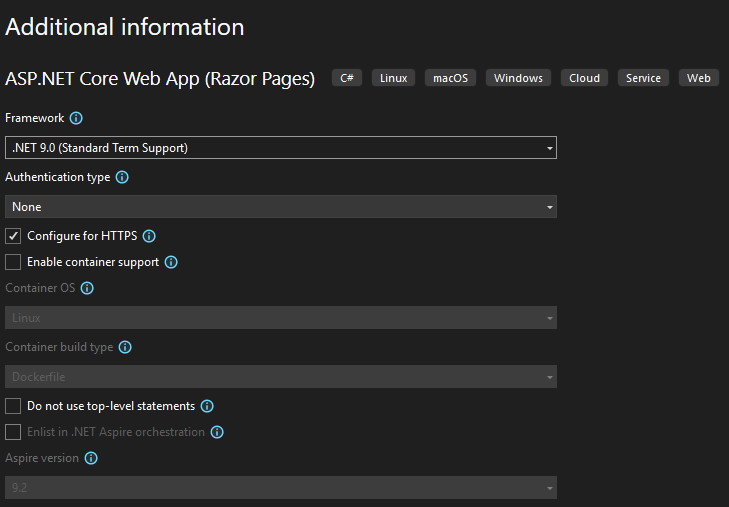 Additional information
ASP.NET Core Web App (Razor Pages) C# Linux macOS Windows Cloud Service Web
Framework
.NET 9.0 (Standard Term Support)
Authentication type
None
Configure for HTTPS
Enable container support
Container OS
Linux
Container build type
Dockerfile
Do not use top-level statements
Enlist in .NET Aspire orchestration
Aspire version
9.2